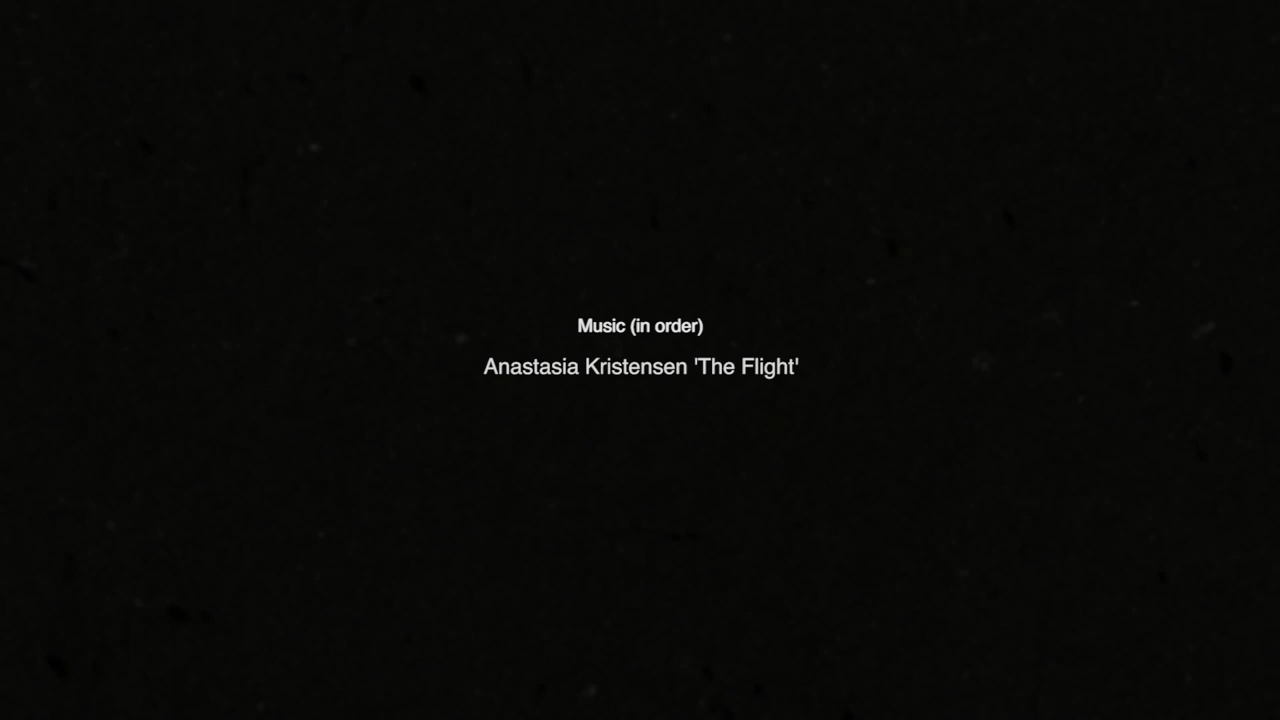 Music (in order)
Anastasia Kristensen 'The Flight'